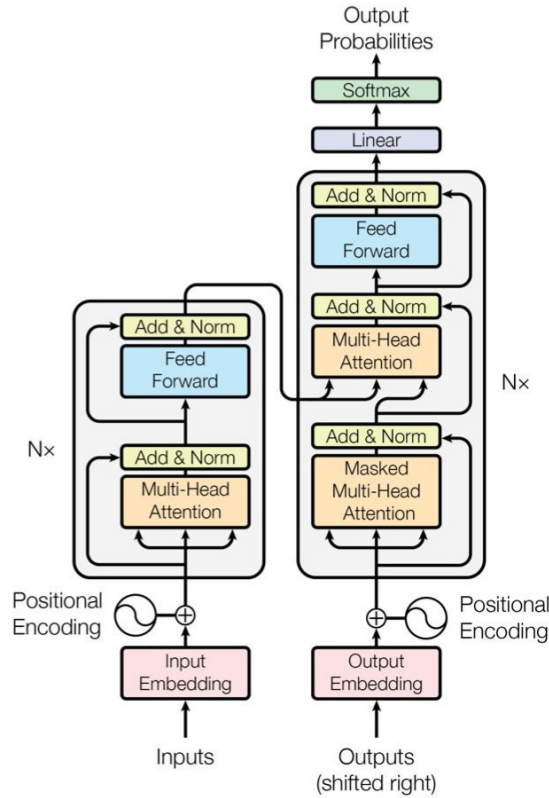 Output
Probabilities
Softmax
Linear
Add & Norm
Feed
Forward
Add & Norm
Multi-Head
Attention
Add & Norm
Masked
Multi-Head
Attention
N×
Add & Norm
Feed
Forward
Add & Norm
Multi-Head
Attention
N×
Positional
Encoding
Positional
Encoding
Input
Embedding
Output
Embedding
Inputs
Outputs
(shifted right)